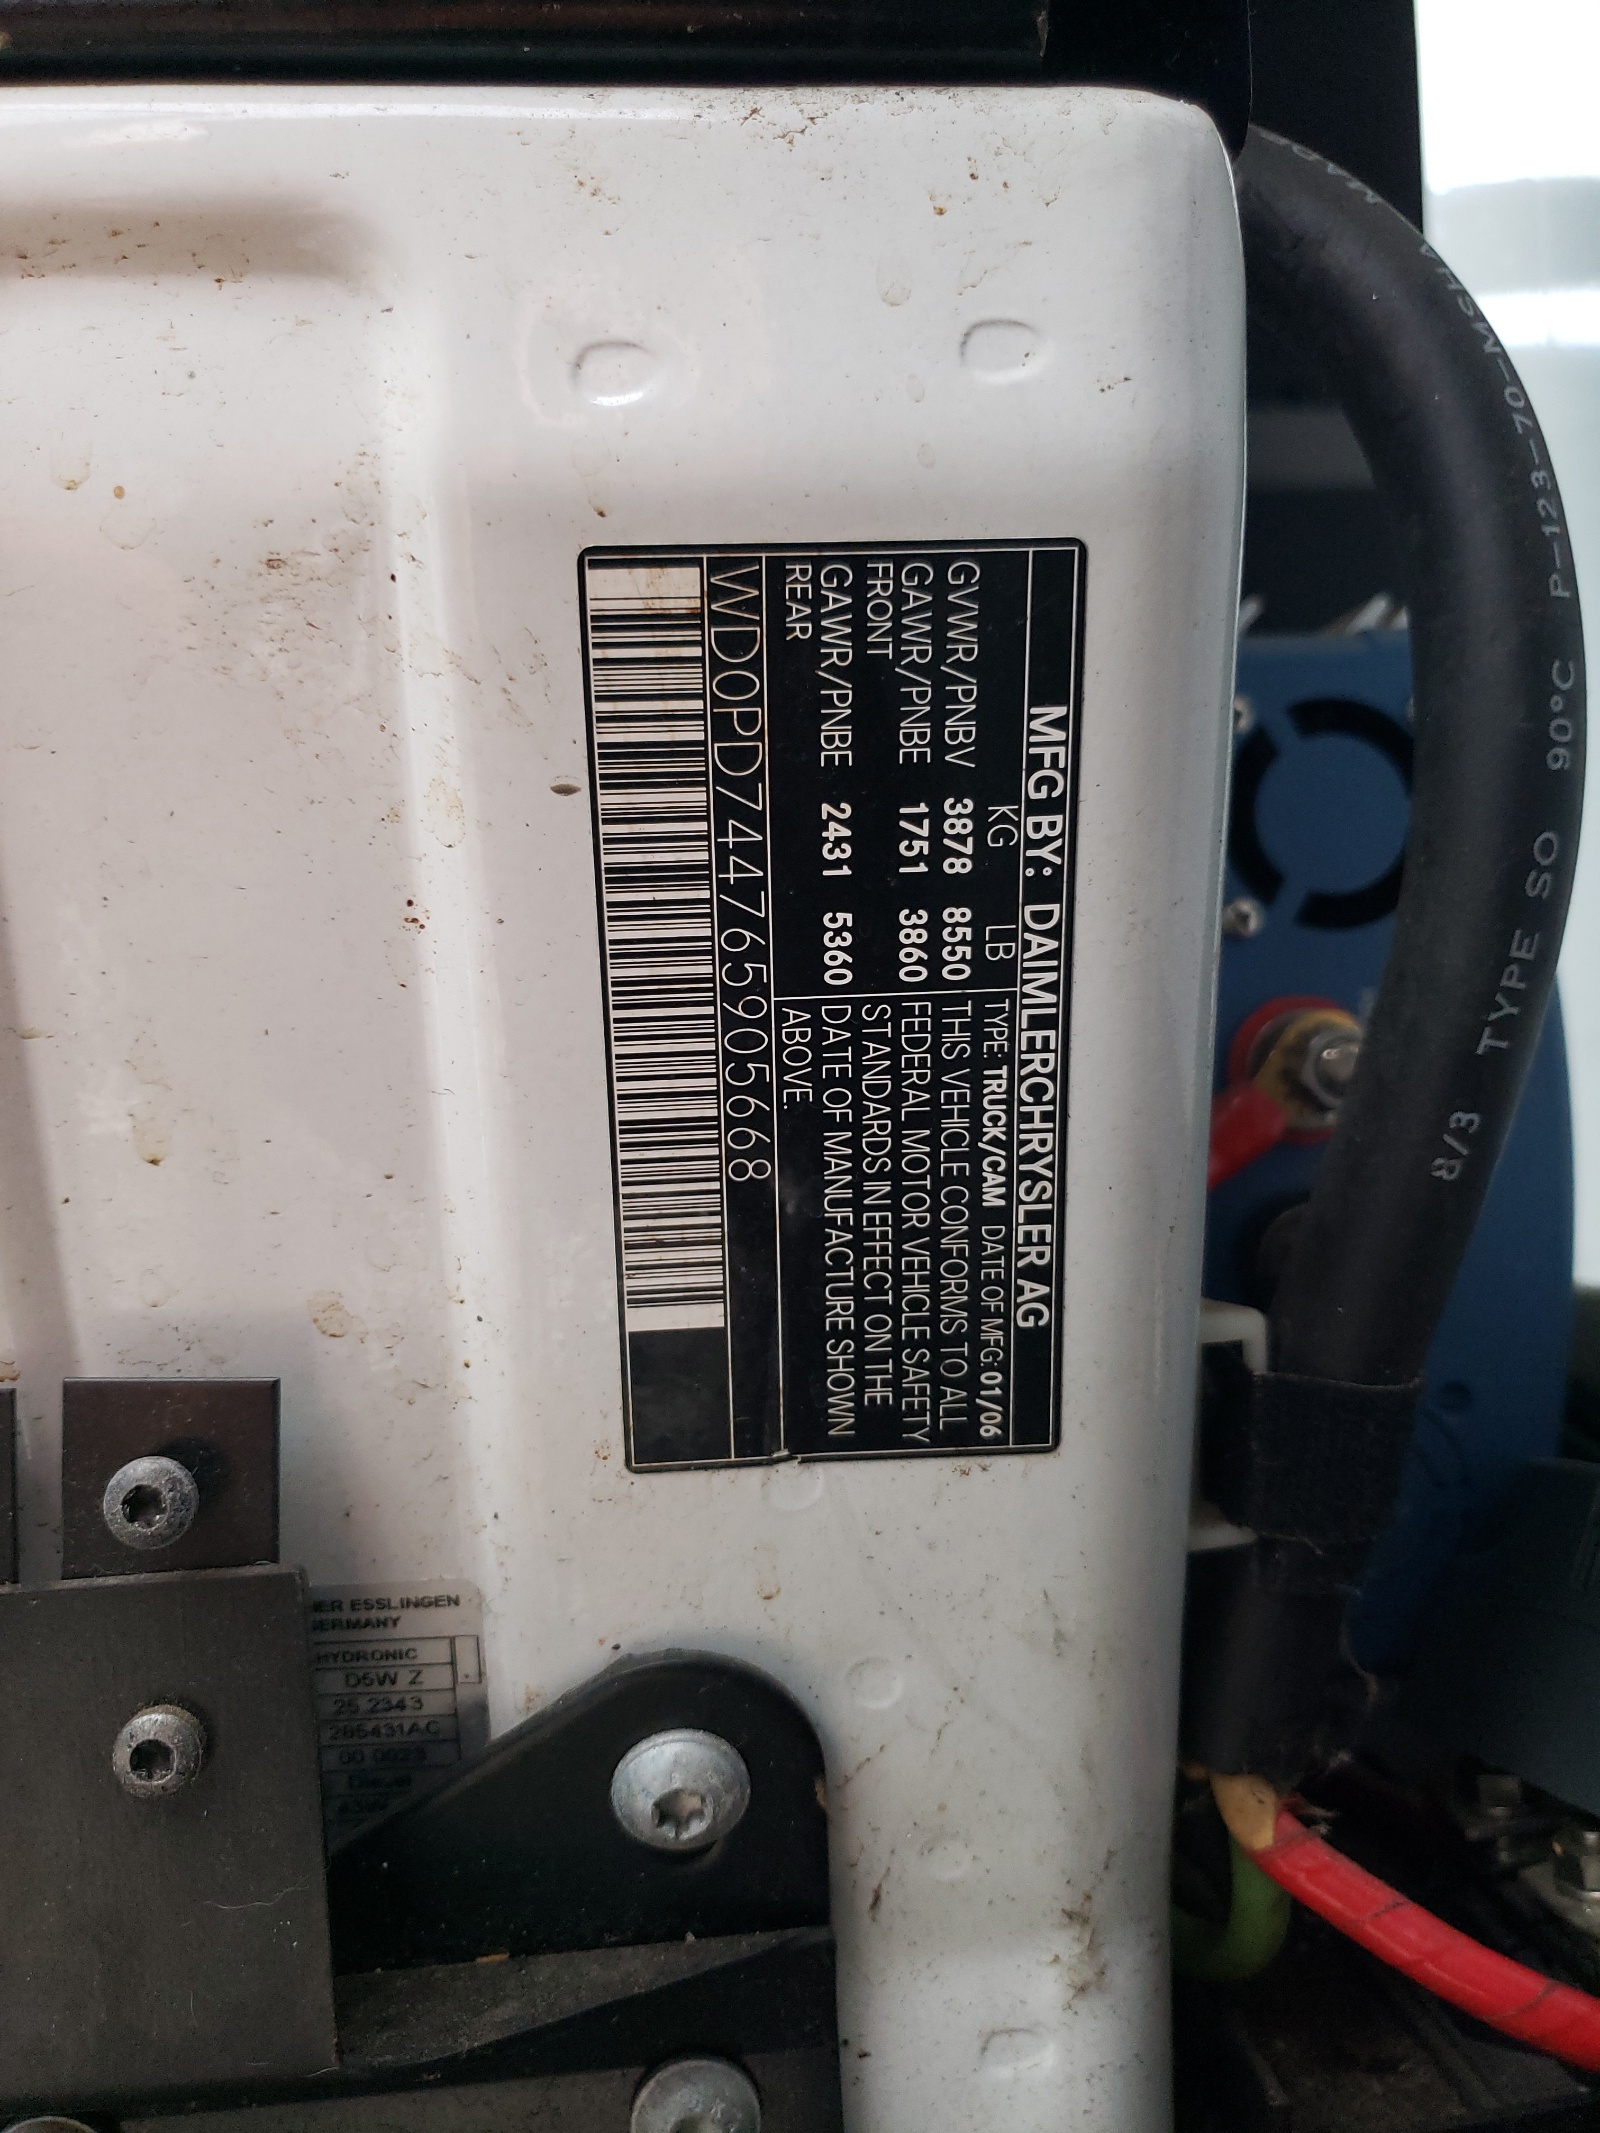 MFG BY: DAIMLERCHRYSLER AG
KG LB
GVWR/PNBV 3878 8550
GAWR/PNBE 1751 3860
FRONT
GAWR/PNBE 2431 5360
REAR
TYPE: TRUCK/CAM DATE OF MFG: 01/06
THIS VEHICLE CONFORMS TO ALL
FEDERAL MOTOR VEHICLE SAFETY
STANDARDS IN EFFECT ON THE
DATE OF MANUFACTURE SHOWN
ABOVE.
WD0PD744765905668
8/3 TYPE SO 90°C P-123-70-MSHA
ESSLINGEN
HYDRONIC
D5W Z
25 2343